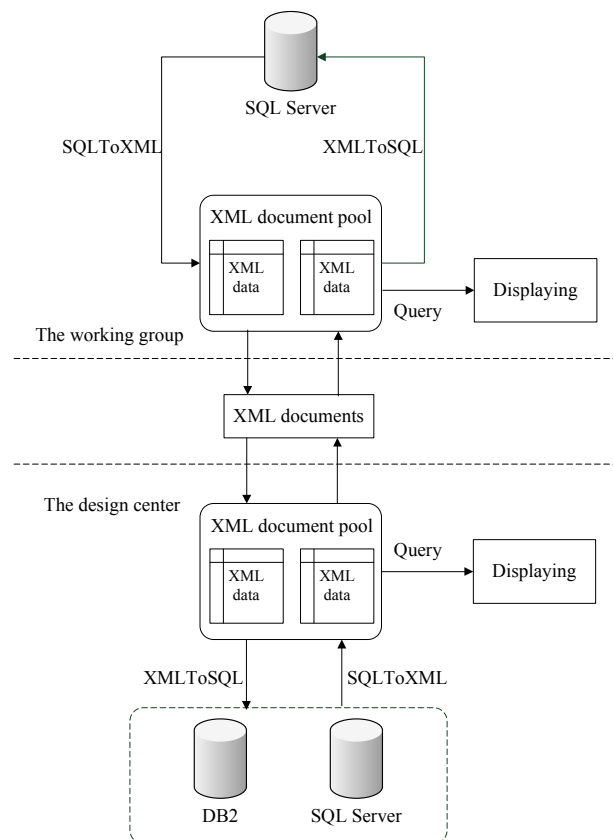 SQL Server
SQLToXML
XMLToSQL
XML document pool
XML
data
XML
data
Query
Displaying
The working group
XML documents
The design center
XML document pool
XML
data
XML
data
Query
Displaying
XMLToSQL
SQLToXML
DB2
SQL Server